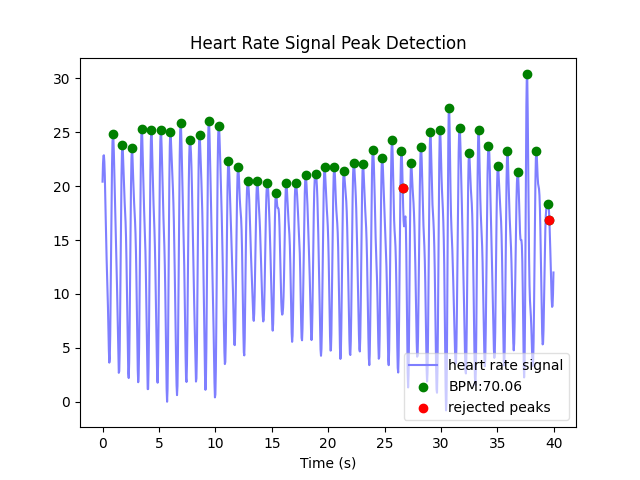 Heart Rate Signal Peak Detection
30
25
20
15
10
5
0
heart rate signal
BPM:70.06
rejected peaks
0 5 10 15 20 25 30 35 40
Time (s)